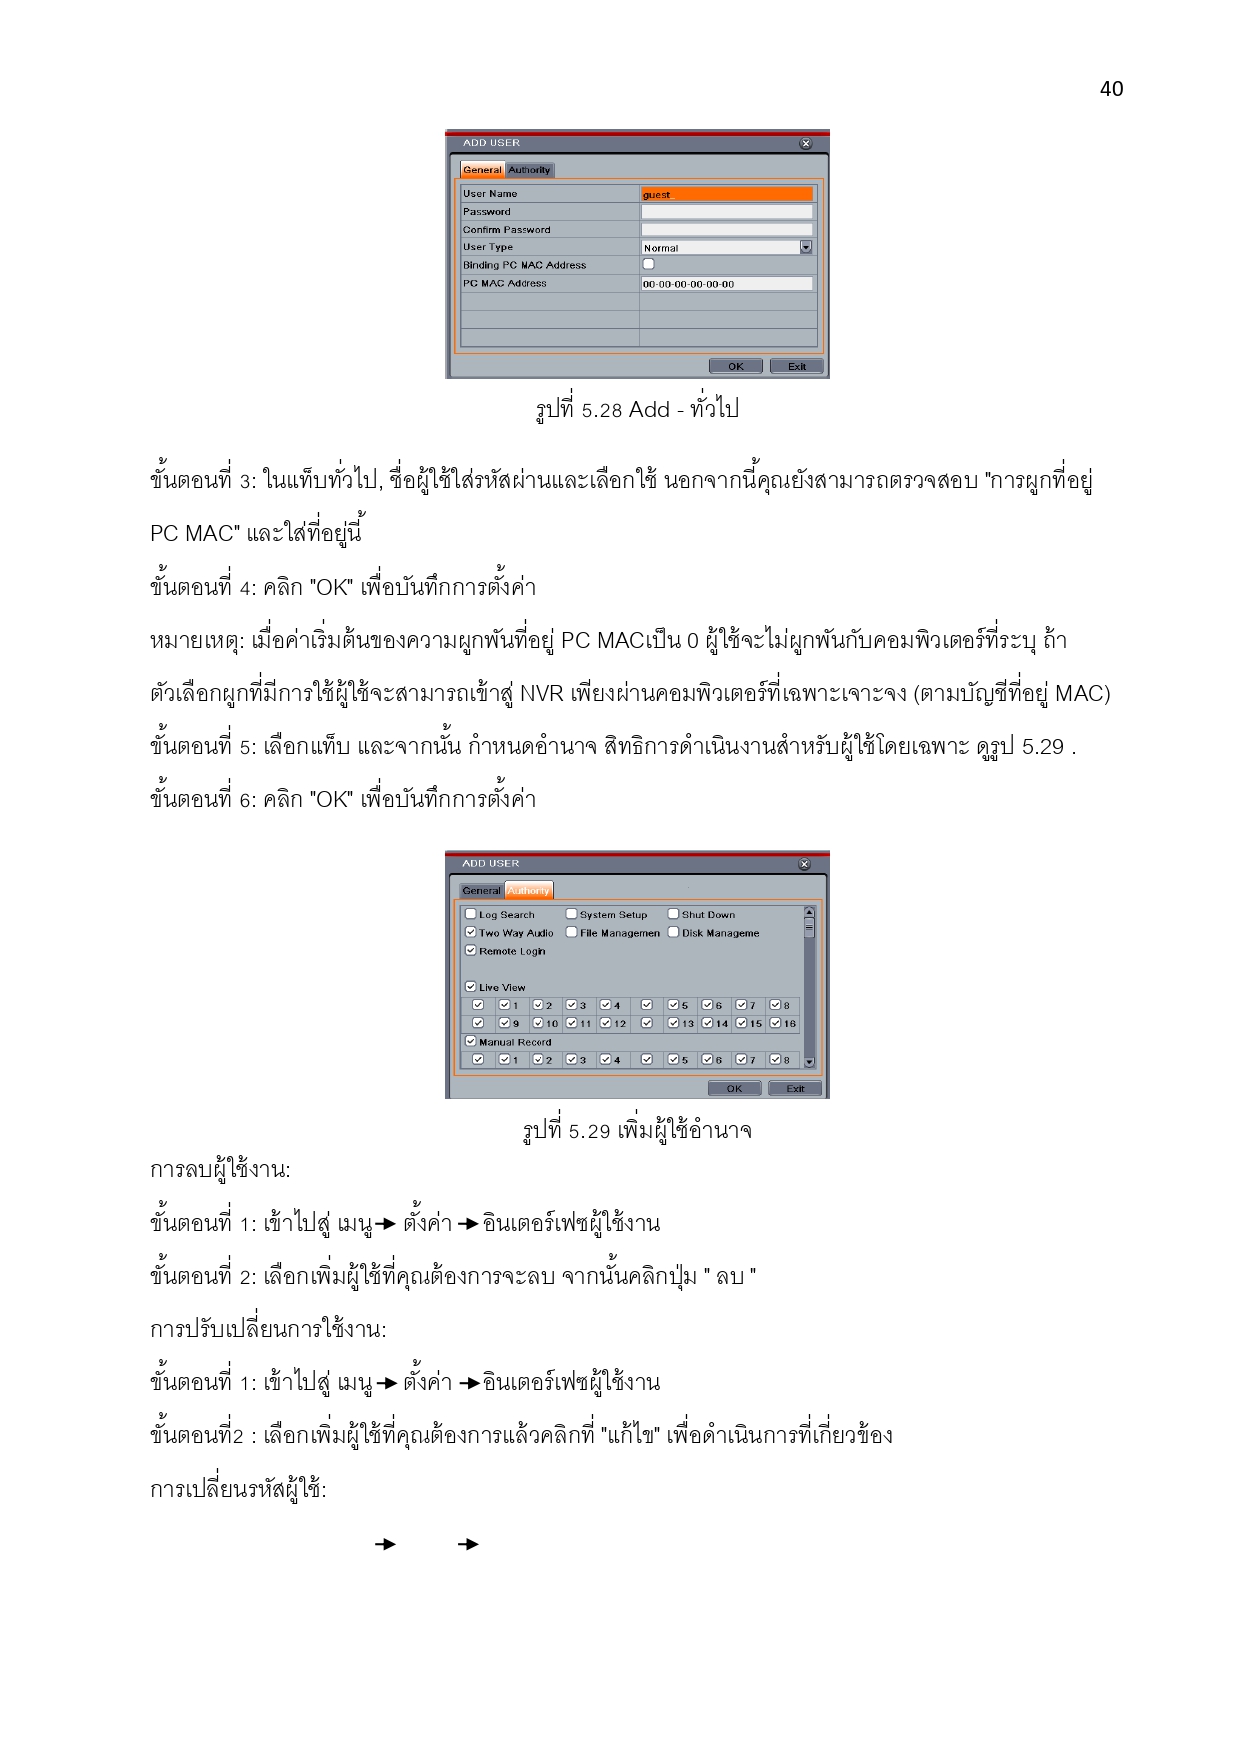 40
ADD USER
General Authority
User Name guest_
Password
Confirm Password
User Type Normal
Binding PC MAC Address
PC MAC Address 00-00-00-00-00-00
OK Exit
รูปที่ 5.28 Add - ทั่วไป
ขั้นตอนที่ 3: ในแท็บทั่วไป, ชื่อผู้ใช้ใส่รหัสผ่านและเลือกใช้ นอกจากนี้คุณยังสามารถตรวจสอบ "การผูกที่อยู่
PC MAC" และใส่ที่อยู่นี้
ขั้นตอนที่ 4: คลิก "OK" เพื่อบันทึกการตั้งค่า
หมายเหตุ: เมื่อค่าเริ่มต้นของความผูกพันที่อยู่ PC MACเป็น 0 ผู้ใช้จะไม่ผูกพันกับคอมพิวเตอร์ที่ระบุ ถ้า
ตัวเลือกผูกที่มีการใช้ผู้ใช้จะสามารถเข้าสู่ NVR เพียงผ่านคอมพิวเตอร์ที่เฉพาะเจาะจง (ตามบัญชีที่อยู่ MAC)
ขั้นตอนที่ 5: เลือกแท็บ และจากนั้น กำหนดอำนาจ สิทธิการดำเนินงานสำหรับผู้ใช้โดยเฉพาะ ดูรูป 5.29 .
ขั้นตอนที่ 6: คลิก "OK" เพื่อบันทึกการตั้งค่า
ADD USER
General Authority
Log Search System Setup Shut Down
Two Way Audio File Managemen Disk Manageme
Remote Login
Live View
1 2 3 4 5 6 7 8
9 10 11 12 13 14 15 16
Manual Record
1 2 3 4 5 6 7 8
OK Exit
รูปที่ 5.29 เพิ่มผู้ใช้อำนาจ
การลบผู้ใช้งาน:
ขั้นตอนที่ 1: เข้าไปสู่ เมนู➔ ตั้งค่า ➔อินเตอร์เฟซผู้ใช้งาน
ขั้นตอนที่ 2: เลือกเพิ่มผู้ใช้ที่คุณต้องการจะลบ จากนั้นคลิกปุ่ม " ลบ "
การปรับเปลี่ยนการใช้งาน:
ขั้นตอนที่ 1: เข้าไปสู่ เมนู➔ ตั้งค่า ➔อินเตอร์เฟซผู้ใช้งาน
ขั้นตอนที่2 : เลือกเพิ่มผู้ใช้ที่คุณต้องการแล้วคลิกที่ "แก้ไข" เพื่อดำเนินการที่เกี่ยวข้อง
การเปลี่ยนรหัสผู้ใช้:
➔ ➔